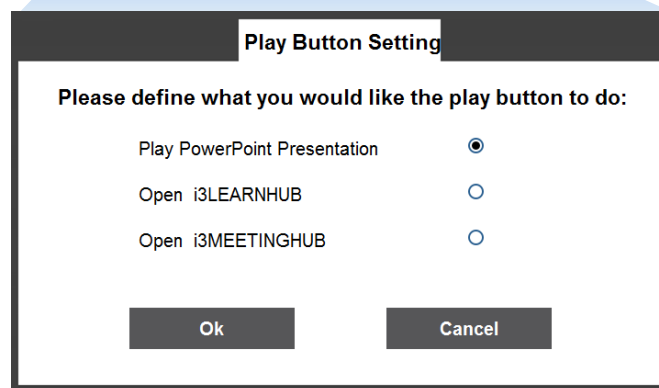 Play Button Setting
Please define what you would like the play button to do:
Play PowerPoint Presentation
Open i3LEARNHUB
Open i3MEETINGHUB
Ok Cancel